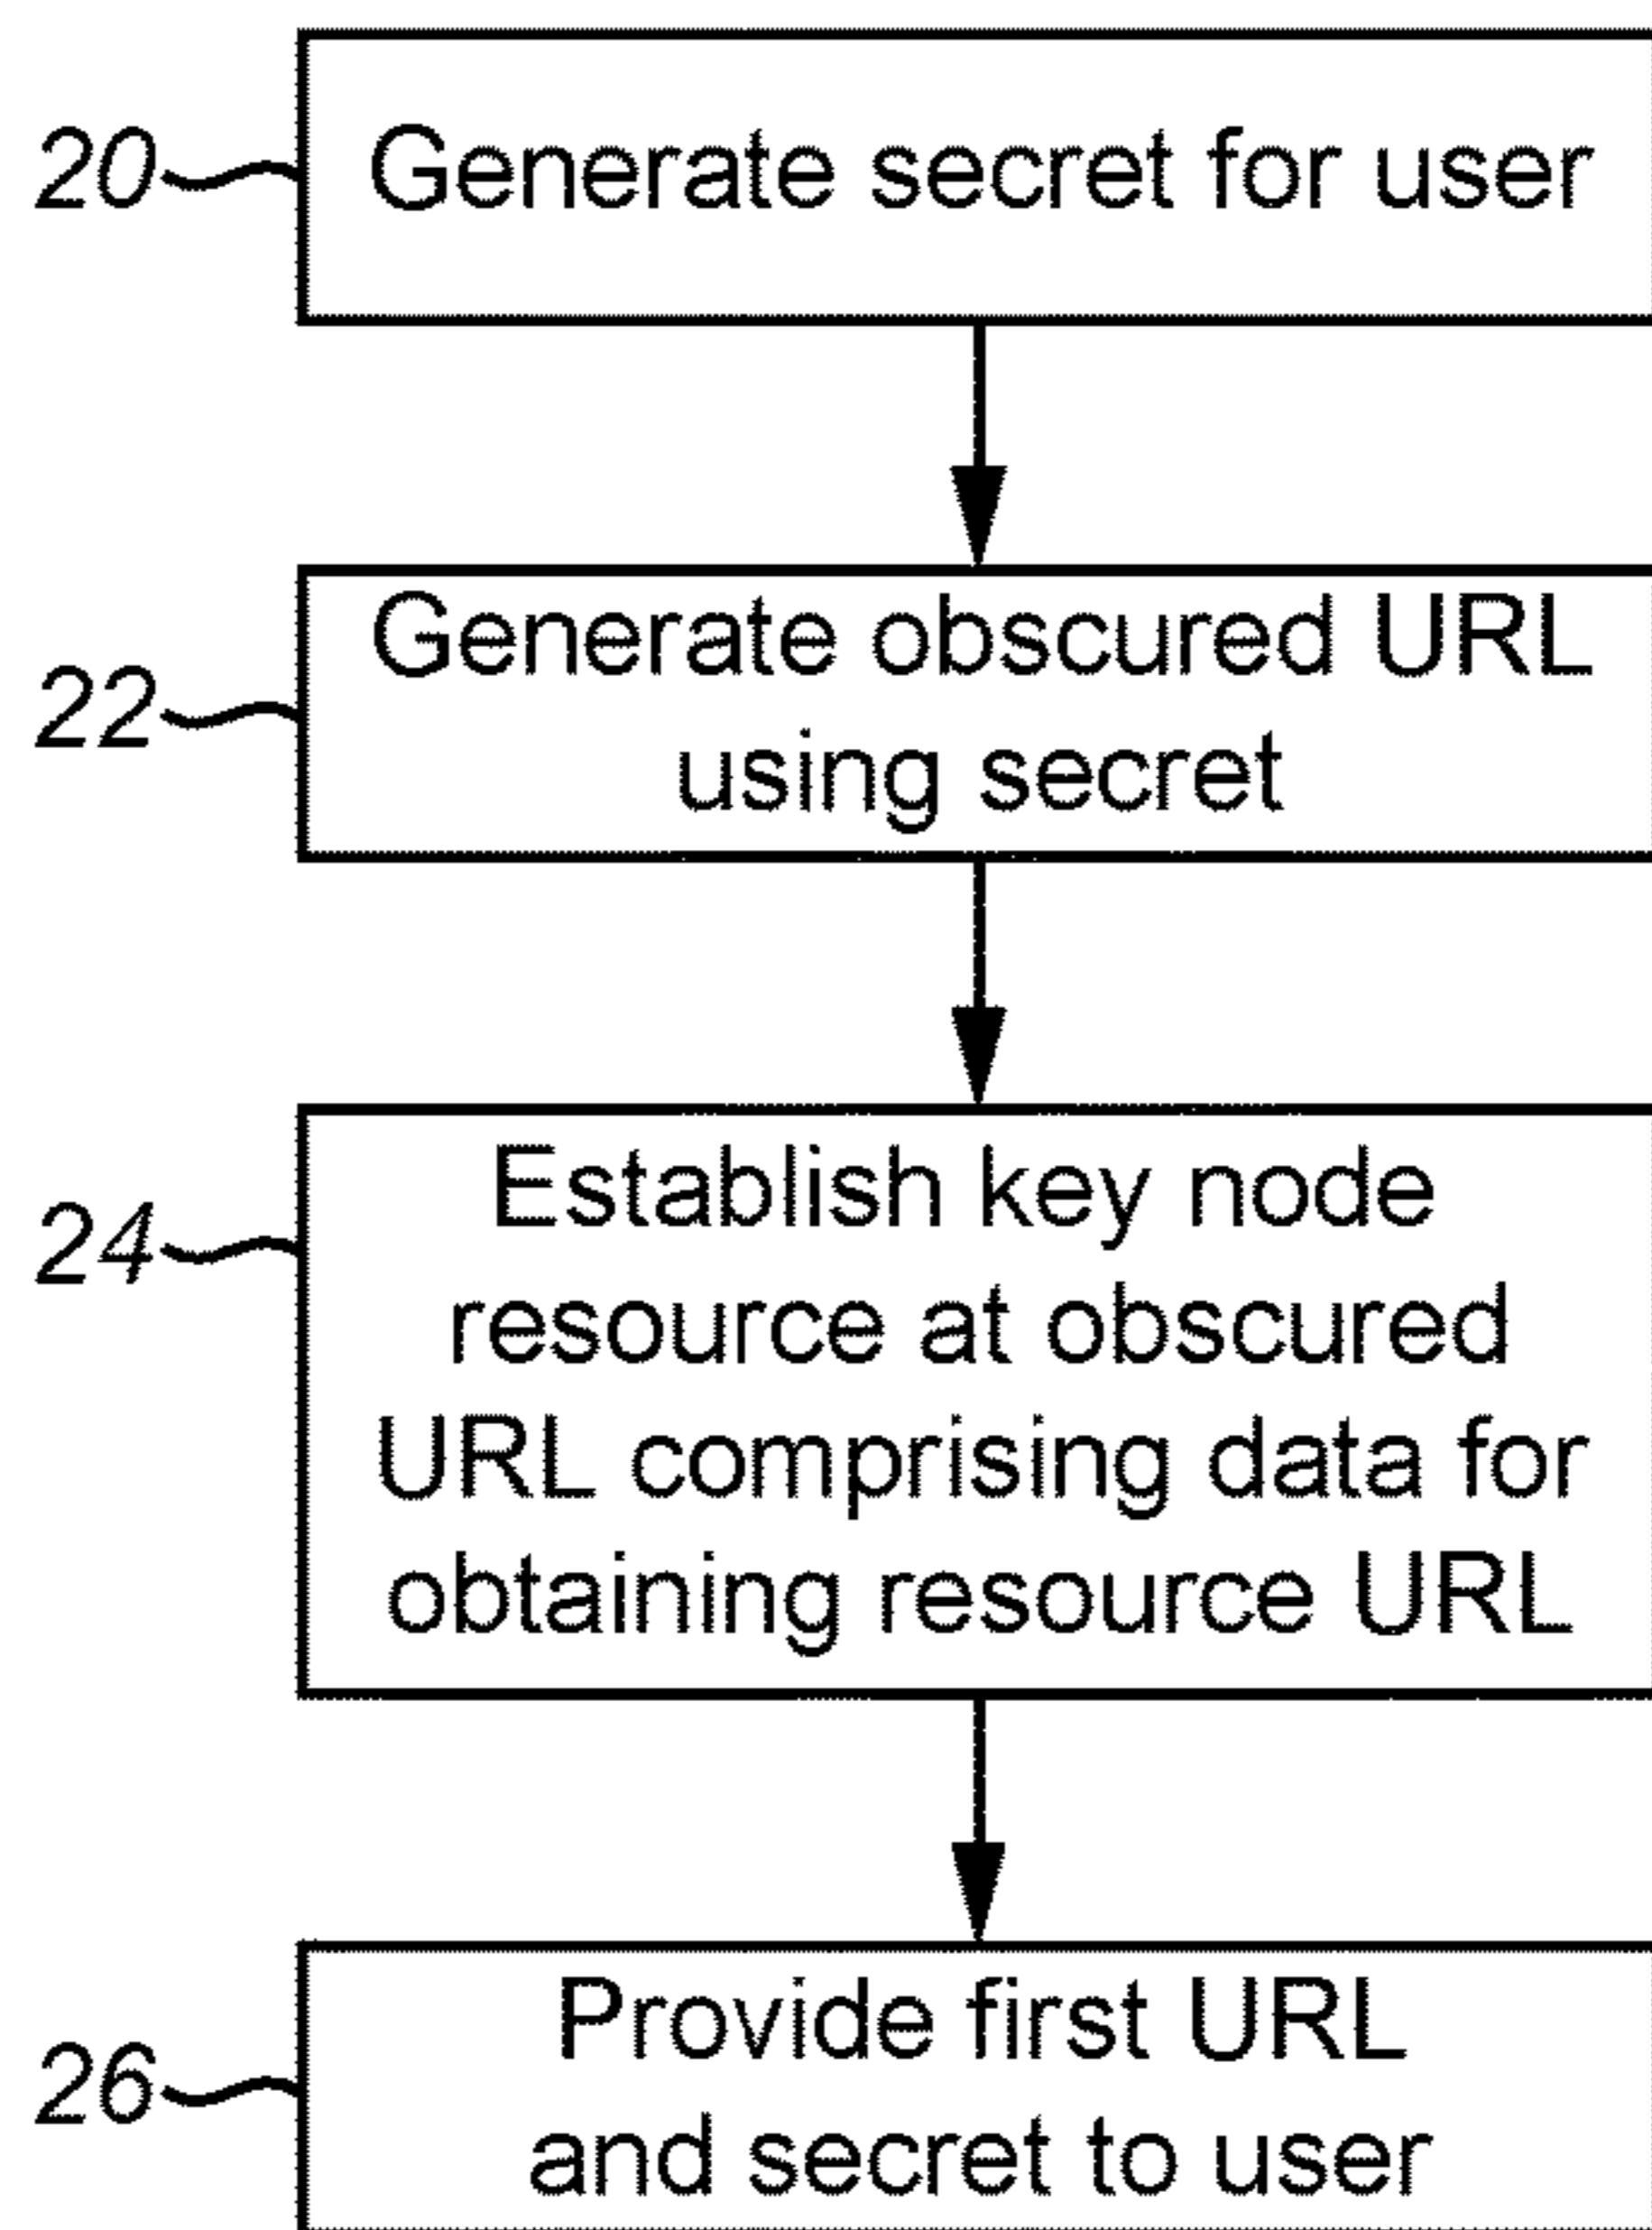 20
Generate secret for user
22
Generate obscured URL
using secret
24
Establish key node
resource at obscured
URL comprising data for
obtaining resource URL
26
Provide first URL
and secret to user